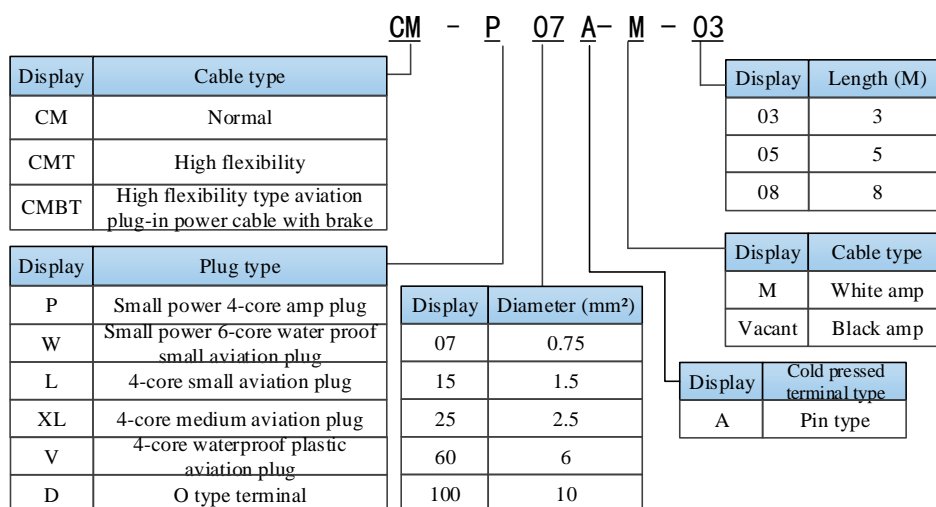 CM - P 07 A- M - 03
Display Cable type
CM Normal
CMT High flexibility
CMBT High flexibility type aviation
plug-in power cable with brake
Display Length (M)
03 3
05 5
08 8
Display Plug type
P Small power 4-core amp plug
W Small power 6-core water proof
small aviation plug
L 4-core small aviation plug
XL 4-core medium aviation plug
V 4-core waterproof plastic
aviation plug
D O type terminal
Display Diameter (mm²)
07 0.75
15 1.5
25 2.5
60 6
100 10
Display Cable type
M White amp
Vacant Black amp
Display Cold pressed
terminal type
A Pin type